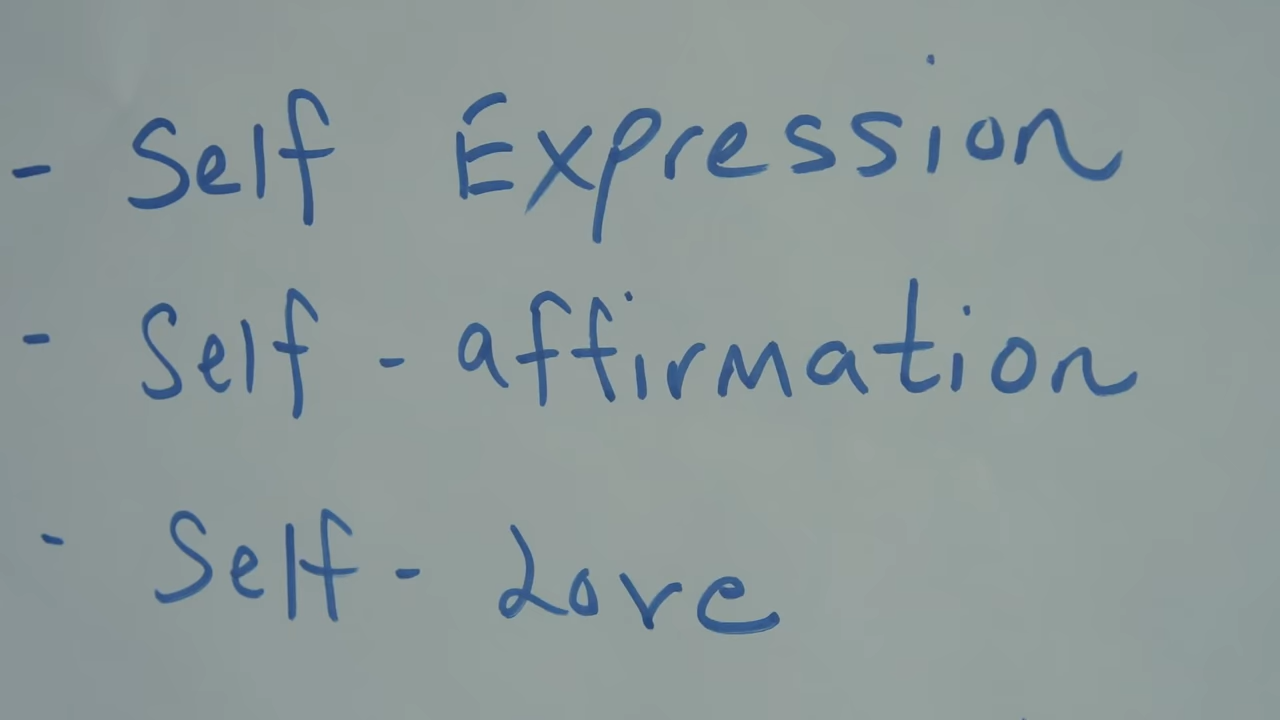 - Self Expression
- Self - affirmation
- Self - Love